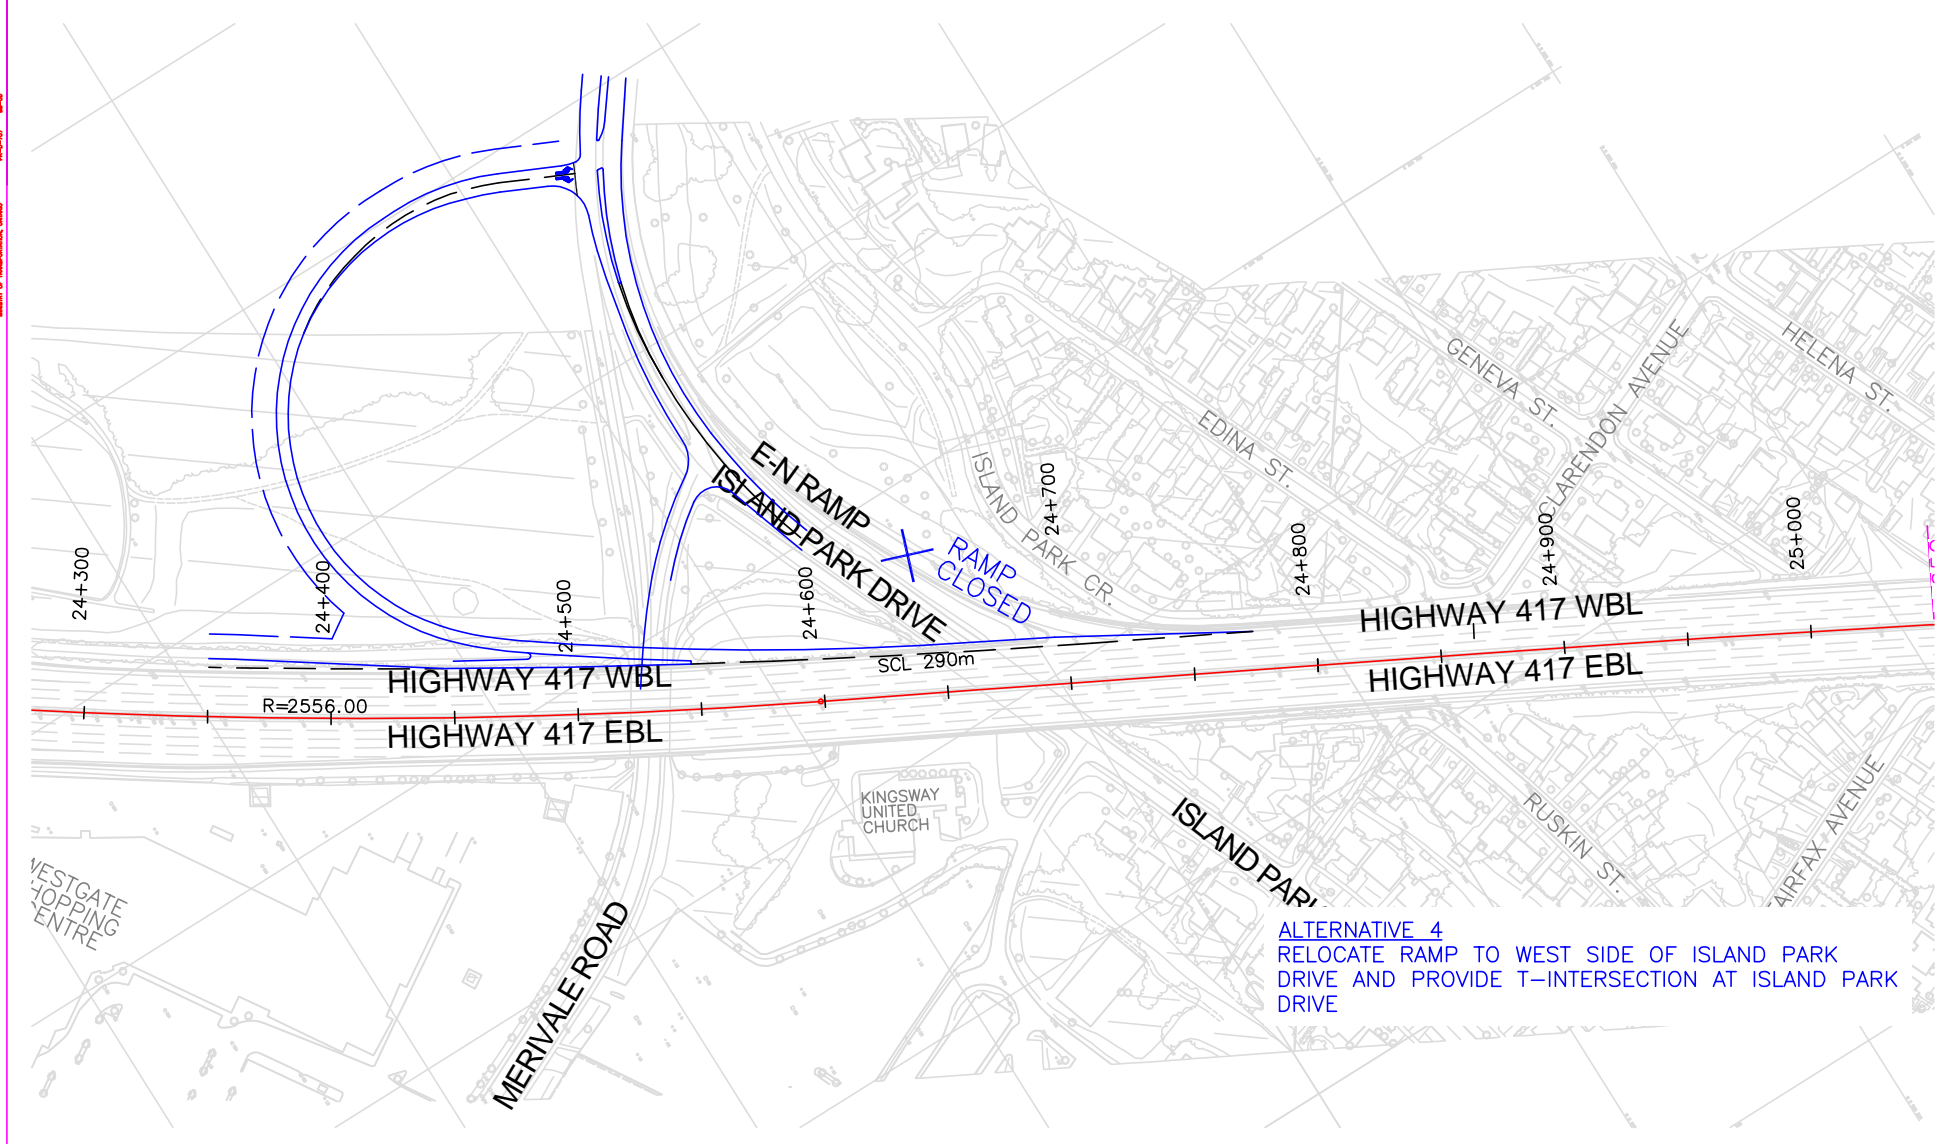 GENEVA ST.
CLARENDON AVENUE
HELENA ST.
EDINA ST.
ISLAND PARK CR.
E-N RAMP
ISLAND PARK DRIVE
RAMP
CLOSED
24+300
24+400
24+500
24+600
24+700
24+800
24+900
25+000
HIGHWAY 417 WBL
HIGHWAY 417 EBL
SCL 290m
HIGHWAY 417 WBL
R=2556.00
HIGHWAY 417 EBL
KINGSWAY
UNITED
CHURCH
ISLAND PARK
RUSKIN ST.
FAIRFAX AVENUE
WESTGATE
SHOPPING
CENTRE
MERIVALE ROAD
ALTERNATIVE 4
RELOCATE RAMP TO WEST SIDE OF ISLAND PARK
DRIVE AND PROVIDE T-INTERSECTION AT ISLAND PARK
DRIVE